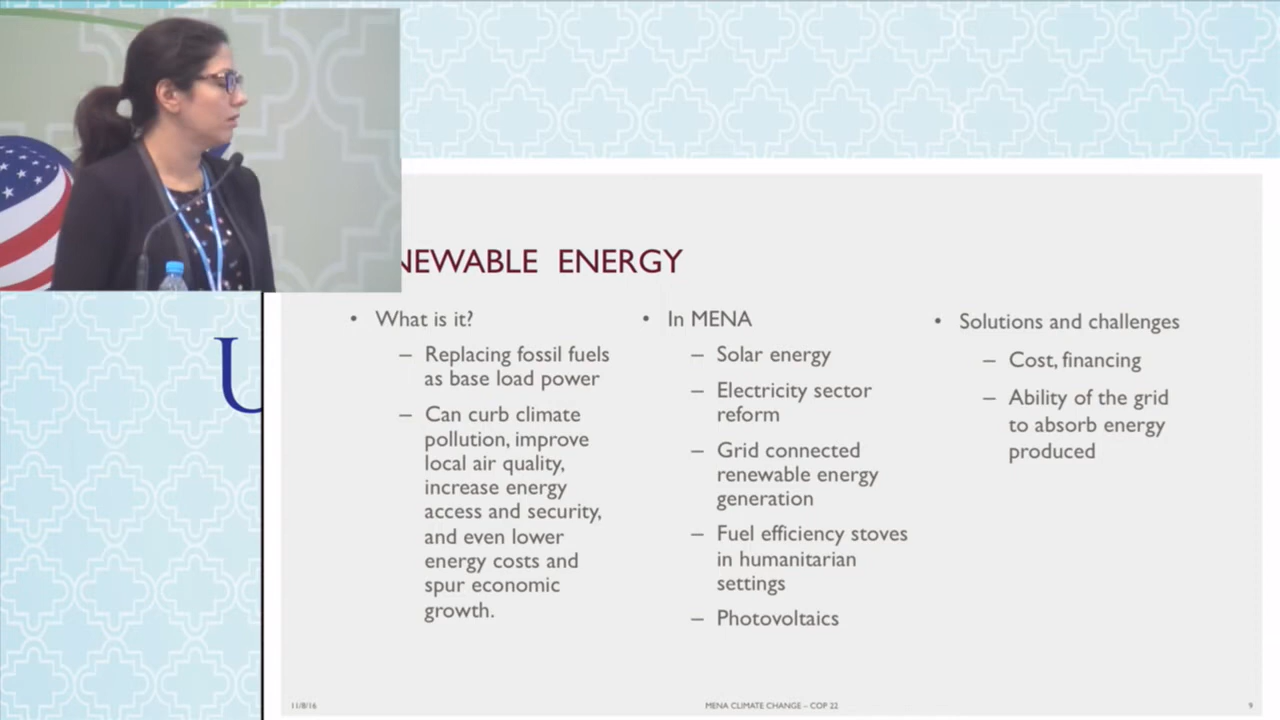 NEWABLE ENERGY
• What is it?
– Replacing fossil fuels
as base load power
– Can curb climate
pollution, improve
local air quality,
increase energy
access and security,
and even lower
energy costs and
spur economic
growth.
• In MENA
– Solar energy
– Electricity sector
reform
– Grid connected
renewable energy
generation
– Fuel efficiency stoves
in humanitarian
settings
– Photovoltaics
• Solutions and challenges
– Cost, financing
– Ability of the grid
to absorb energy
produced
U
11/8/16
MENA CLIMATE CHANGE – COP 22
9